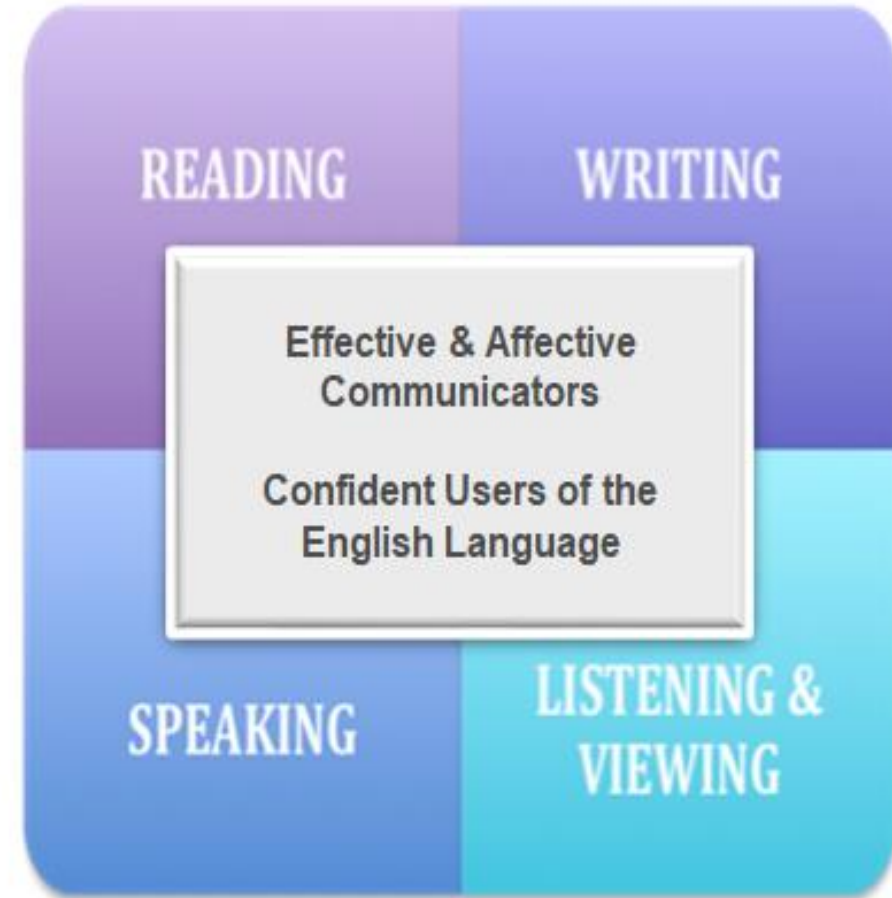 READING
WRITING
Effective & Affective
Communicators
Confident Users of the
English Language
SPEAKING
LISTENING &
VIEWING